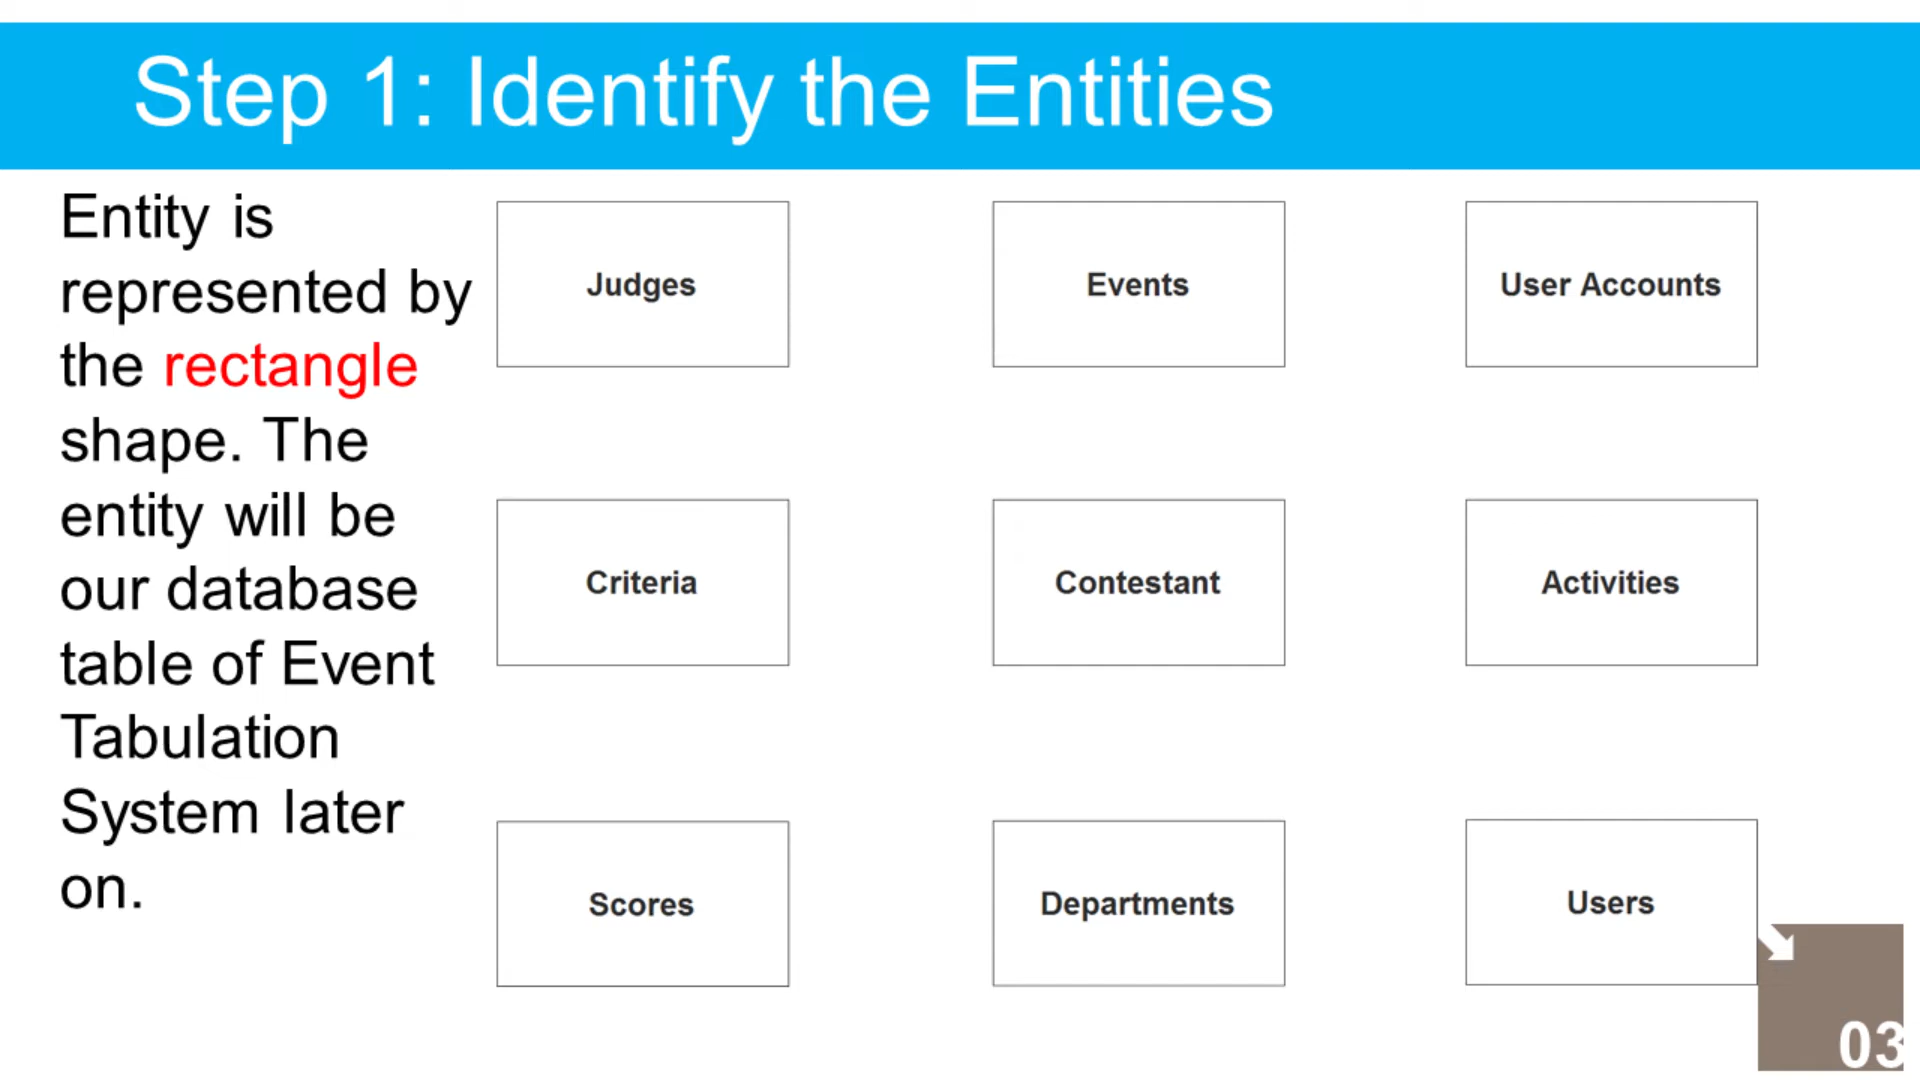 Step 1: Identify the Entities
Entity is
represented by
the rectangle
shape. The
entity will be
our database
table of Event
Tabulation
System later
on.
Judges
Events
User Accounts
Criteria
Contestant
Activities
Scores
Departments
Users
03